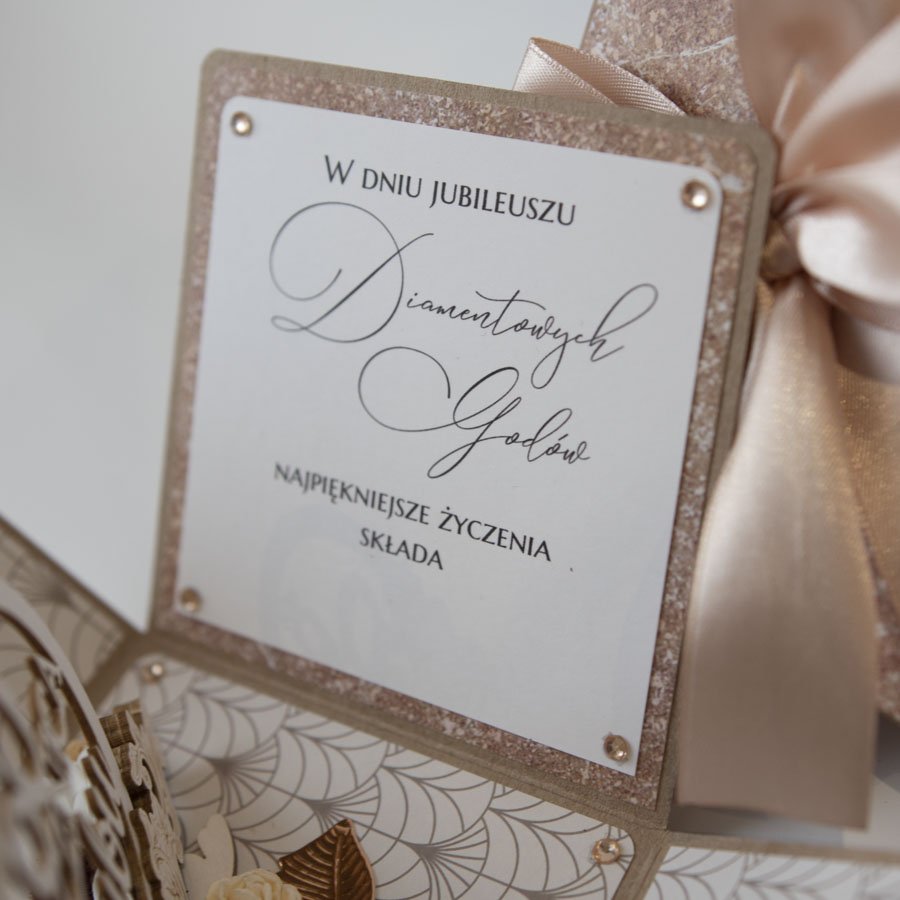 W DNIU JUBILEUSZU
Diamentowych
Godów
NAJPIĘKNIEJSZE ŻYCZENIA
SKŁADA